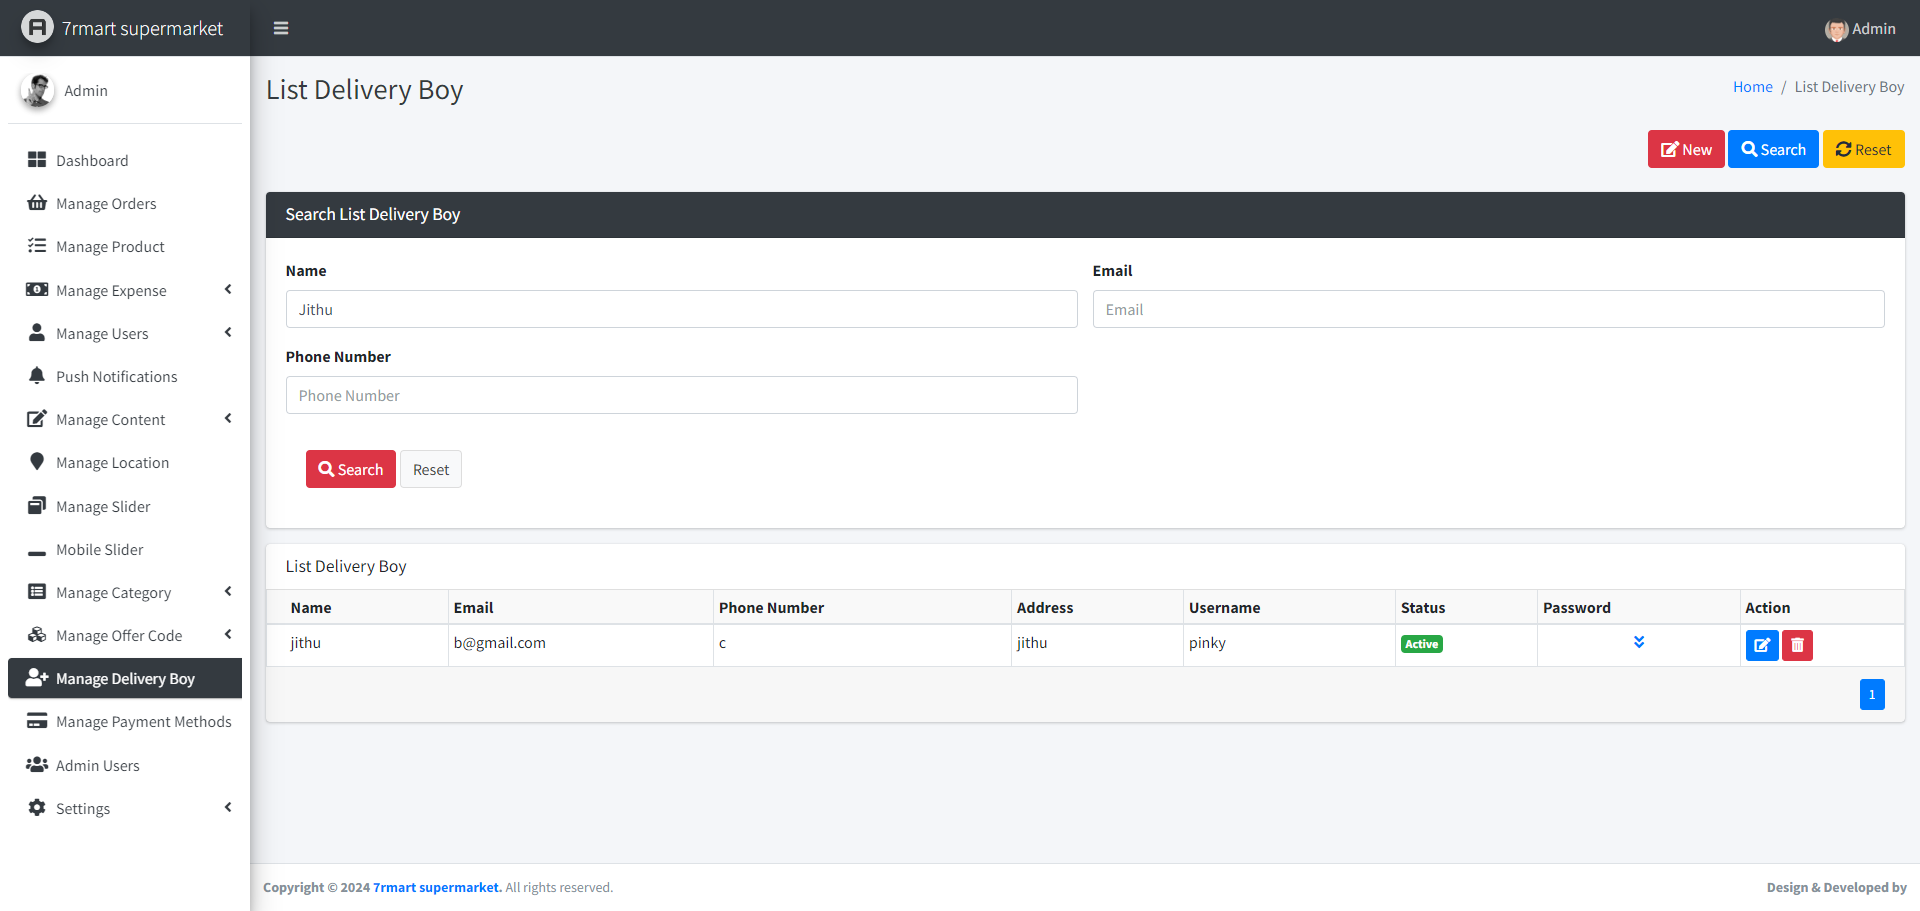 7rmart supermarket
Admin
Admin
List Delivery Boy
Home / List Delivery Boy
Dashboard
Manage Orders
Manage Product
Manage Expense
Manage Users
Push Notifications
Manage Content
Manage Location
Manage Slider
Mobile Slider
Manage Category
Manage Offer Code
Manage Delivery Boy
Manage Payment Methods
Admin Users
Settings
New Search Reset
Search List Delivery Boy
Name Email
Jithu Email
Phone Number
Phone Number
Search Reset
List Delivery Boy
Name Email Phone Number Address Username Status Password Action
jithu b@gmail.com c jithu pinky Active
1
Copyright © 2024 7rmart supermarket. All rights reserved.
Design & Developed by